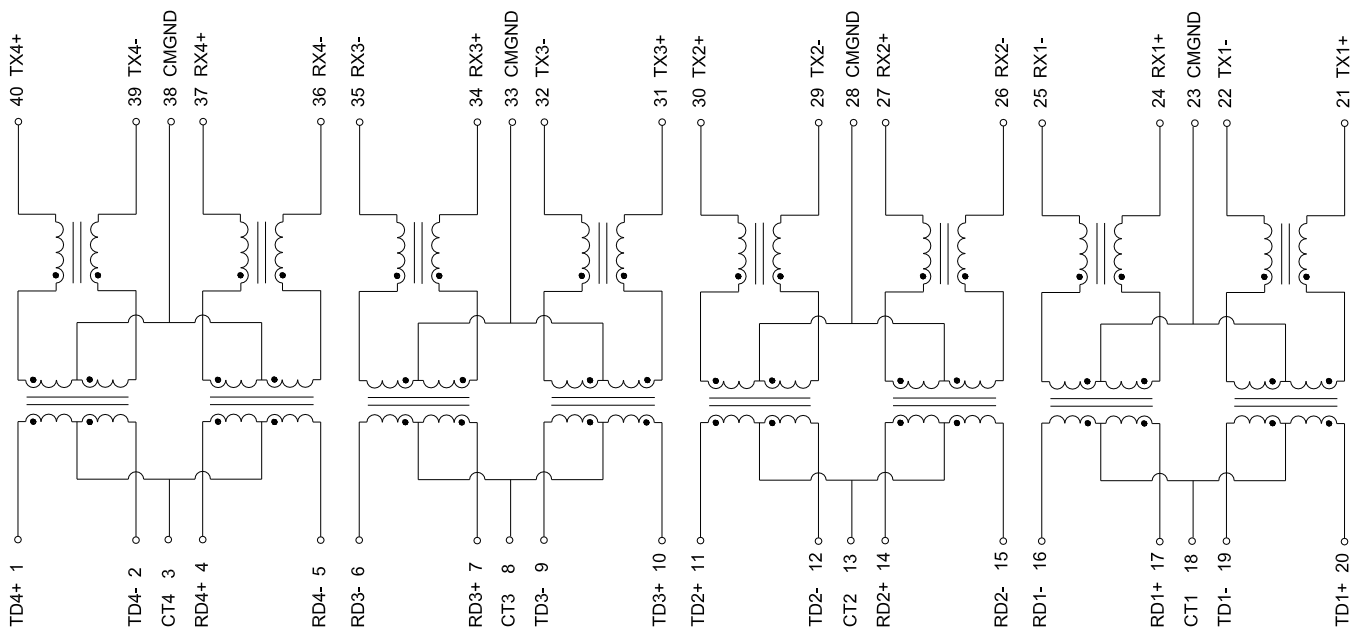 40 TX4+
39 TX4-
38 CMGND
37 RX4+
36 RX4-
35 RX3-
34 RX3+
33 CMGND
32 TX3-
31 TX3+
30 TX2+
29 TX2-
28 CMGND
27 RX2+
26 RX2-
25 RX1-
24 RX1+
23 CMGND
22 TX1-
21 TX1+
TD4+ 1
TD4- 2
CT4 3
RD4+ 4
RD4- 5
RD3- 6
RD3+ 7
CT3 8
TD3- 9
TD3+ 10
TD2+ 11
TD2- 12
CT2 13
RD2+ 14
RD2- 15
RD1- 16
RD1+ 17
CT1 18
TD1- 19
TD1+ 20